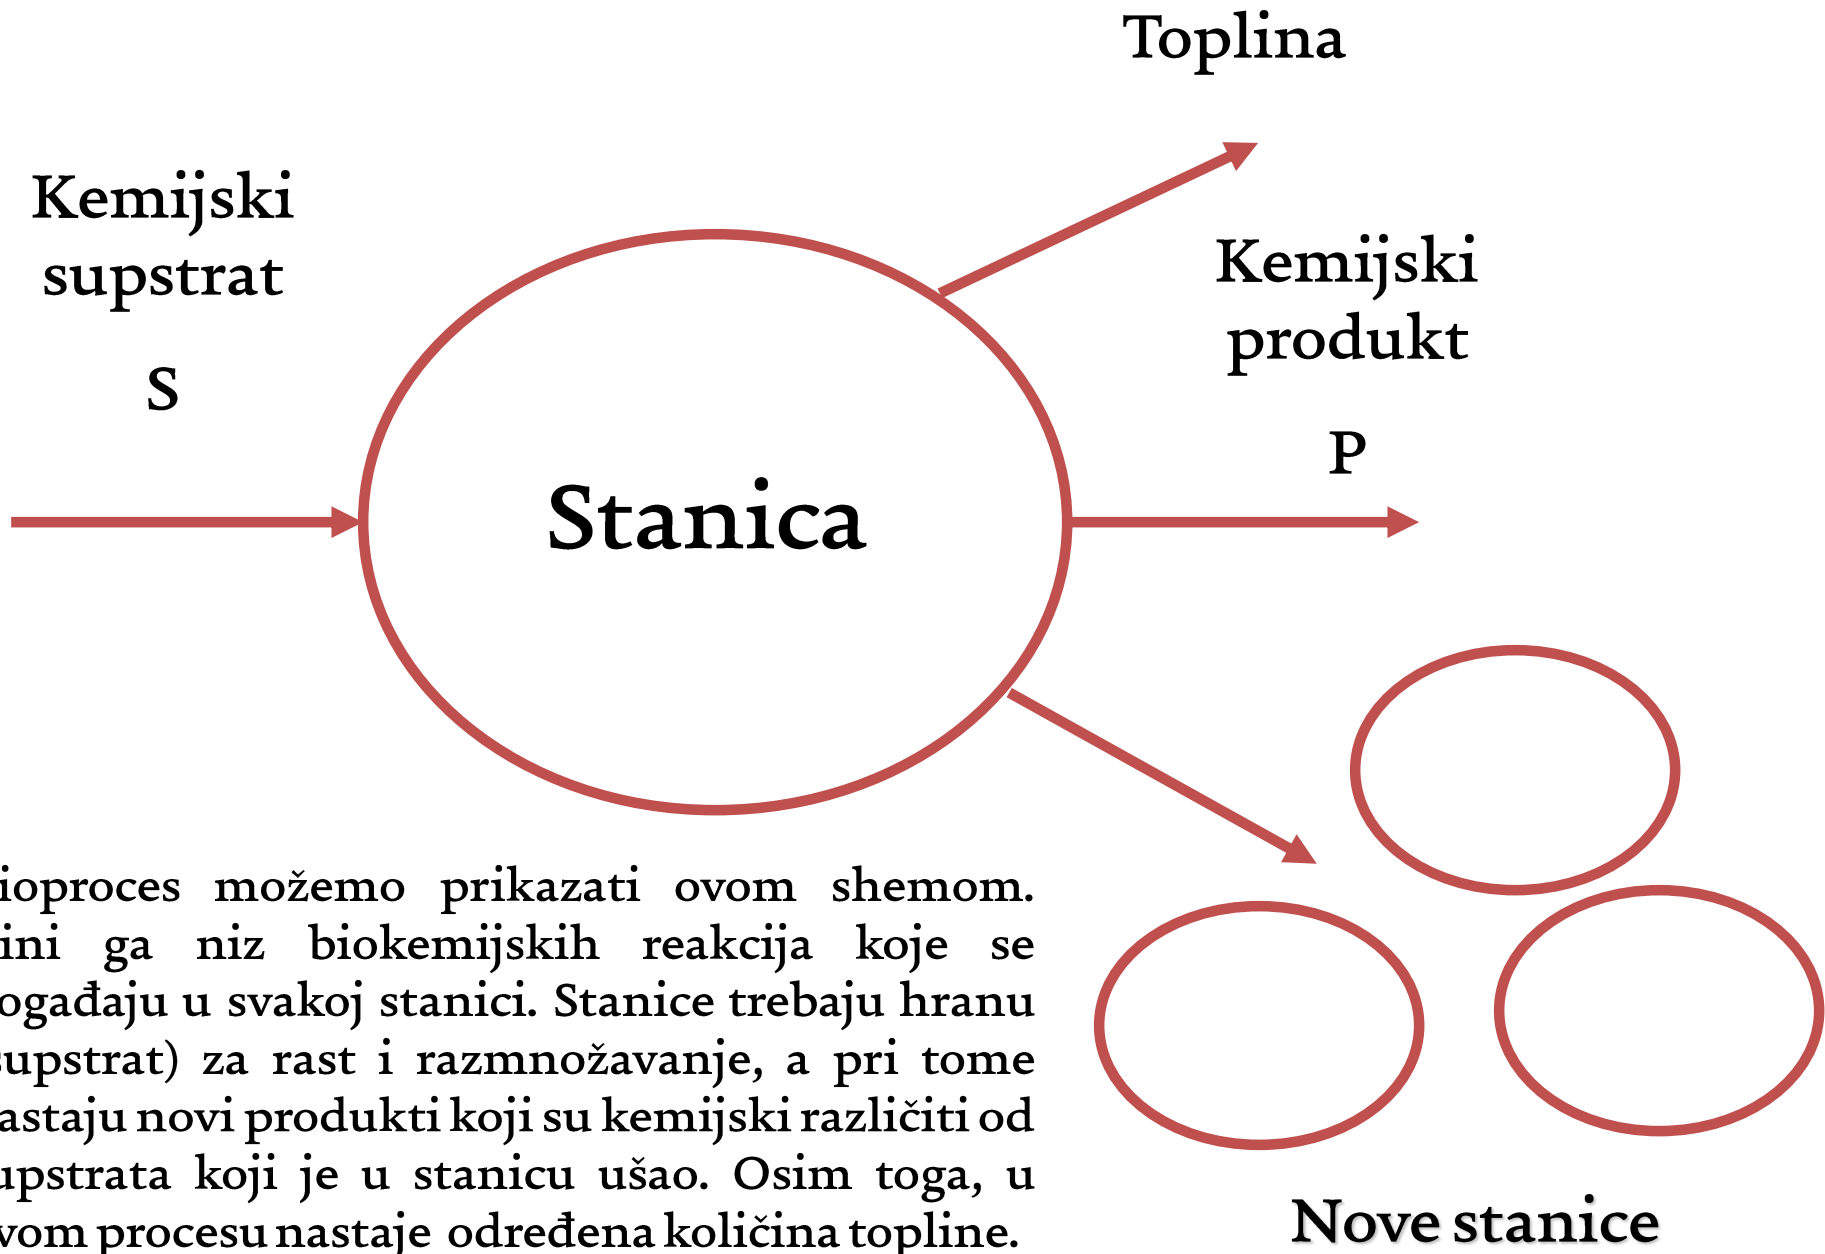 Toplina
Kemijski
supstrat
S
Kemijski
produkt
P
Stanica
ioproces možemo prikazati ovom shemom.
ini ga niz biokemijskih reakcija koje se
ogađaju u svakoj stanici. Stanice trebaju hranu
supstrat) za rast i razmnožavanje, a pri tome
astaju novi produkti koji su kemijski različiti od
upstrata koji je u stanicu ušao. Osim toga, u
vom procesu nastaje određena količina topline.
Nove stanice